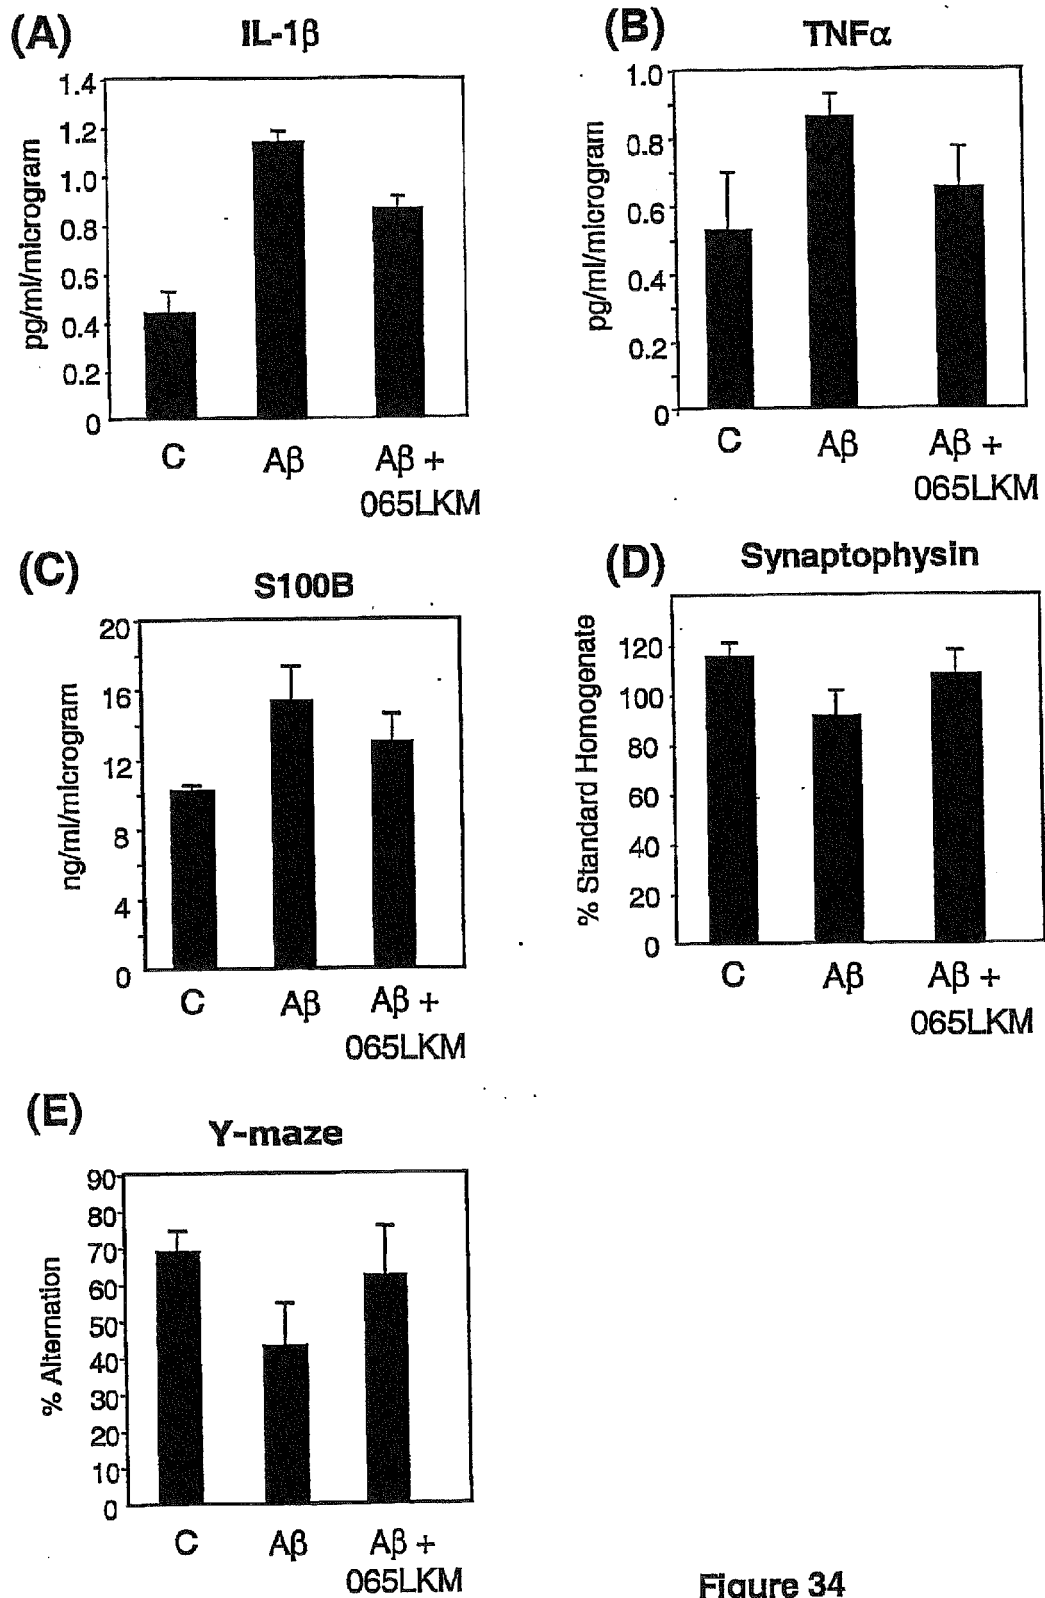 (A)
IL-1β
pg/ml/microgram
1.4
1.2
1.0
0.8
0.6
0.4
0.2
0
C
Aβ
Aβ +
065LKM
(B)
TNFα
pg/ml/microgram
1.0
0.8
0.6
0.4
0.2
0
C
Aβ
Aβ +
065LKM
(C)
S100B
ng/ml/microgram
20
16
12
8
4
0
C
Aβ
Aβ +
065LKM
(D)
Synaptophysin
% Standard Homogenate
120
100
80
60
40
20
0
C
Aβ
Aβ +
065LKM
(E)
Y-maze
% Alternation
90
80
70
60
50
40
30
20
10
0
C
Aβ
Aβ +
065LKM
Figure 34